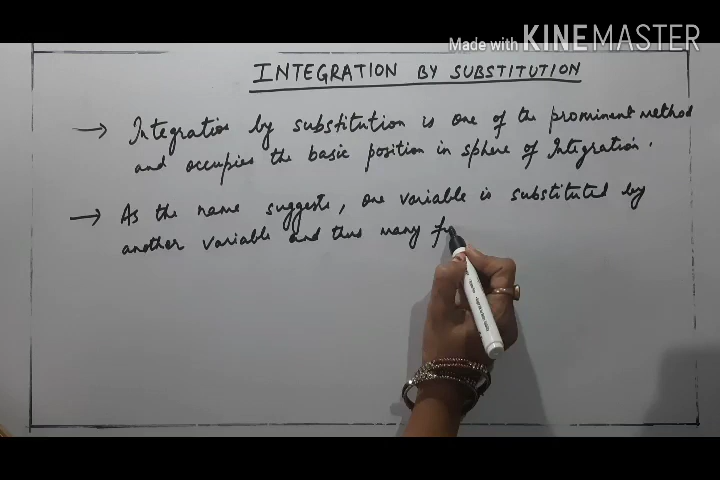 Made with KINEMASTER
INTEGRATION BY SUBSTITUTION
→ Integration by substitution is one of the prominent method
and occupies the basic position in sphere of Integration.
→ As the name suggests, one variable is substituted by
another variable and thus many fu